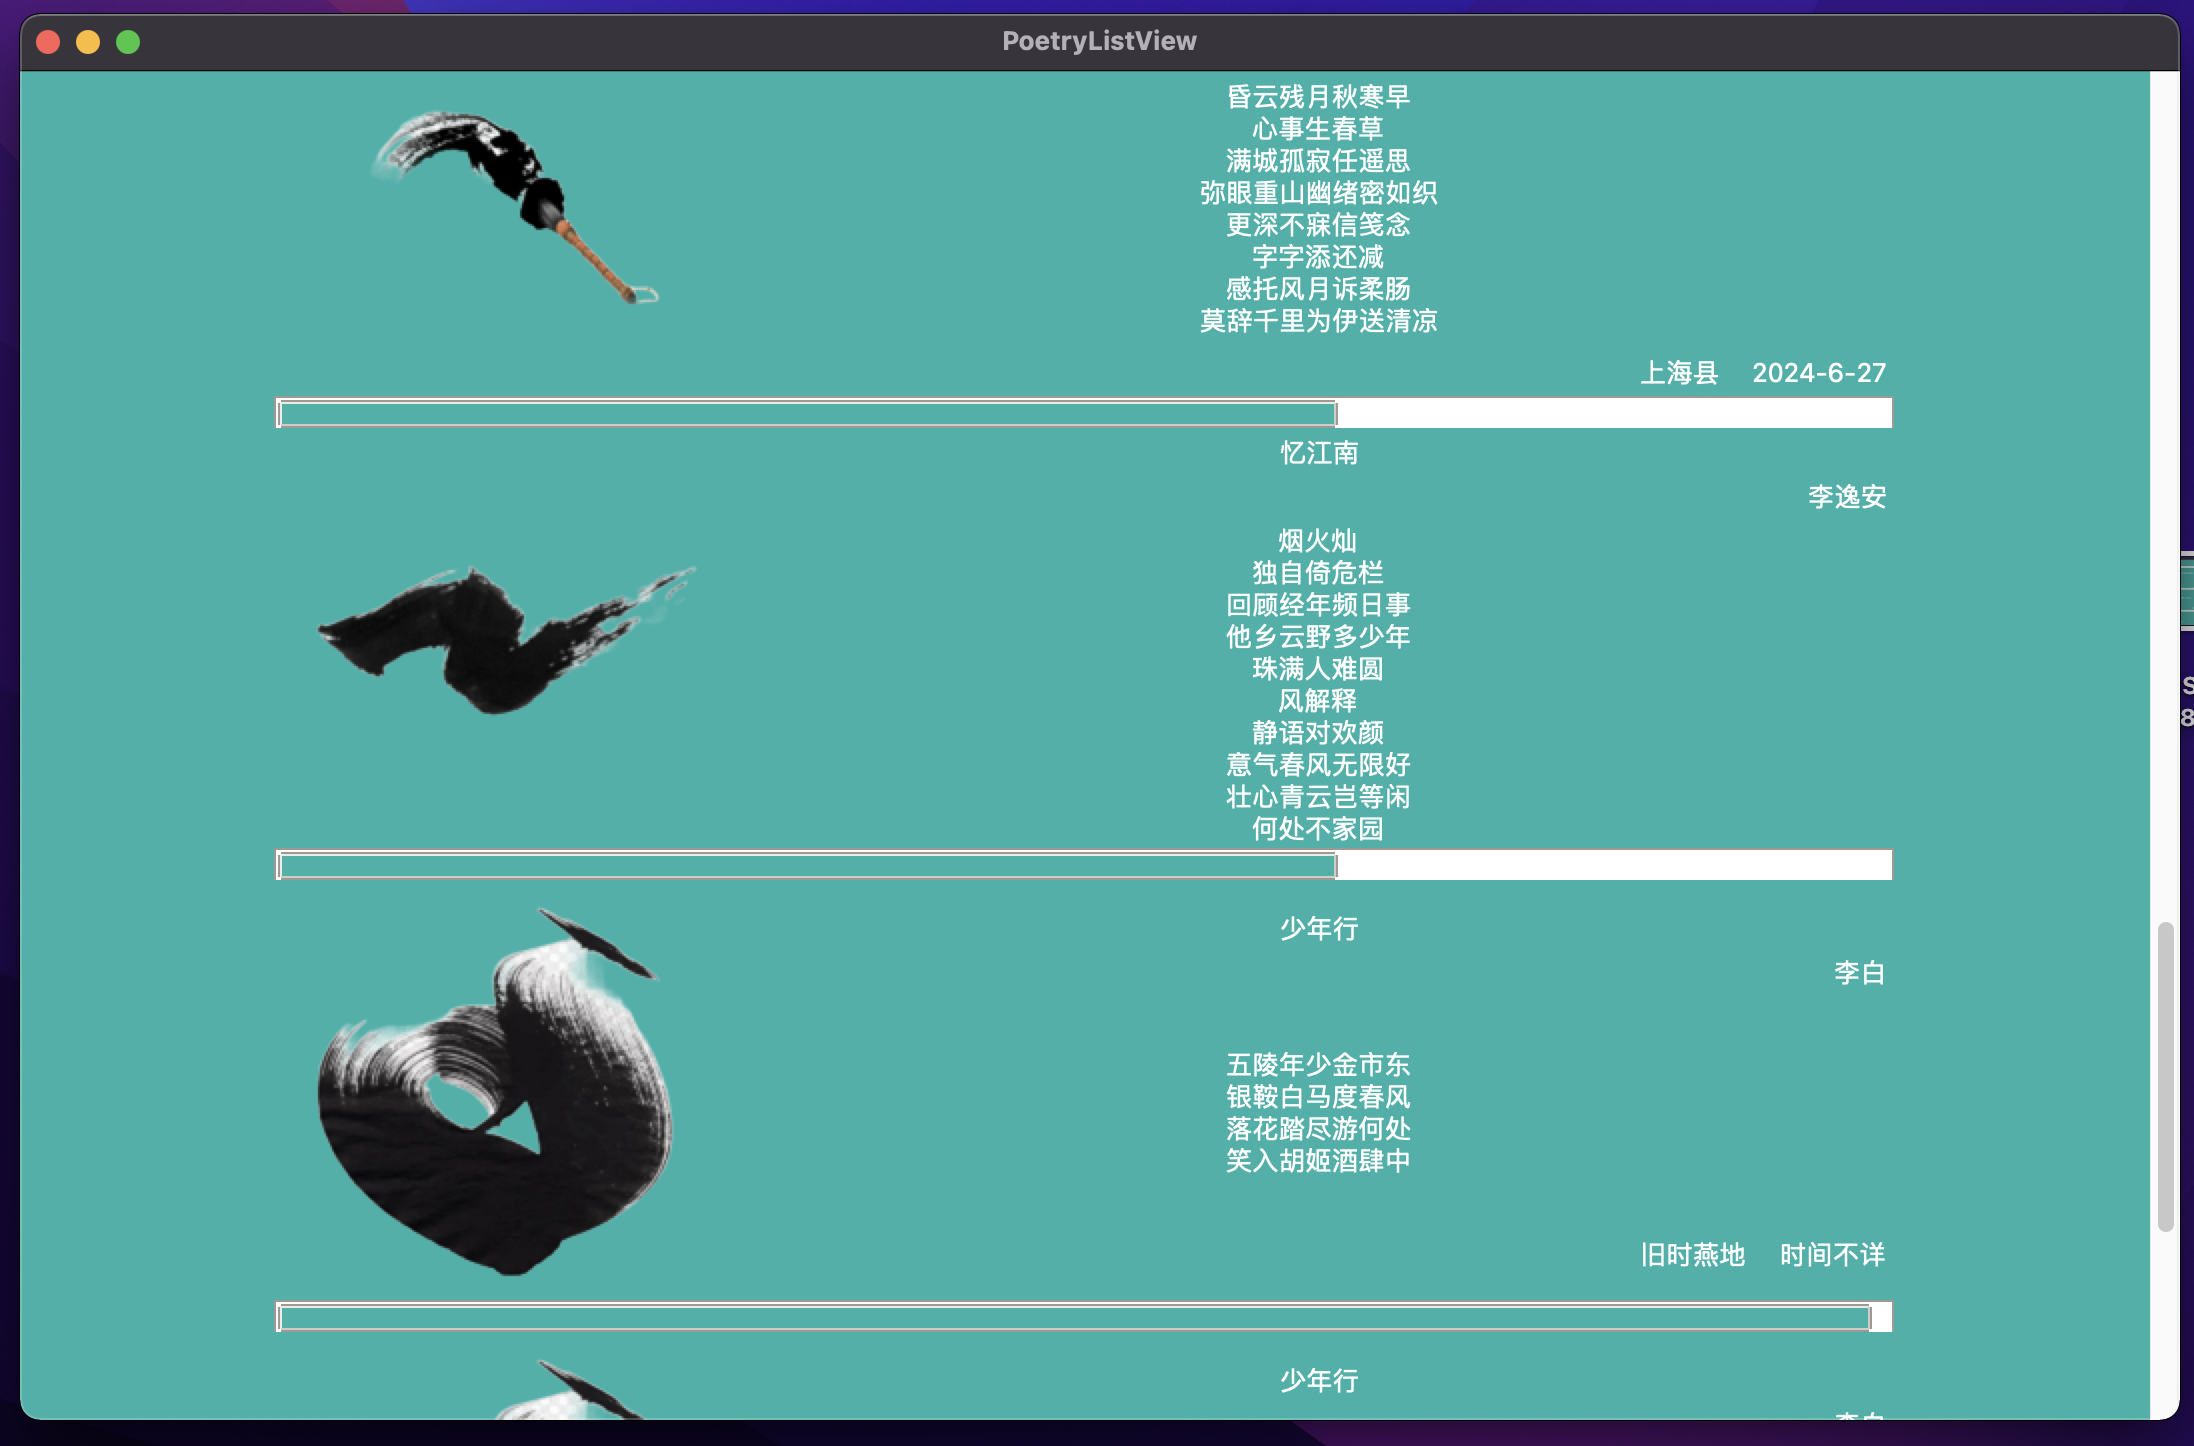 PoetryListView
昏云残月秋寒早
心事生春草
满城孤寂任遥思
弥眼重山幽绪密如织
更深不寐信笺念
字字添还减
感托风月诉柔肠
莫辞千里为伊送清凉
上海县 2024-6-27
忆江南
李逸安
烟火灿
独自倚危栏
回顾经年频日事
他乡云野多少年
珠满人难圆
风解释
静语对欢颜
意气春风无限好
壮心青云岂等闲
何处不家园
少年行
李白
五陵年少金市东
银鞍白马度春风
落花踏尽游何处
笑入胡姬酒肆中
旧时燕地 时间不详
少年行
S
8